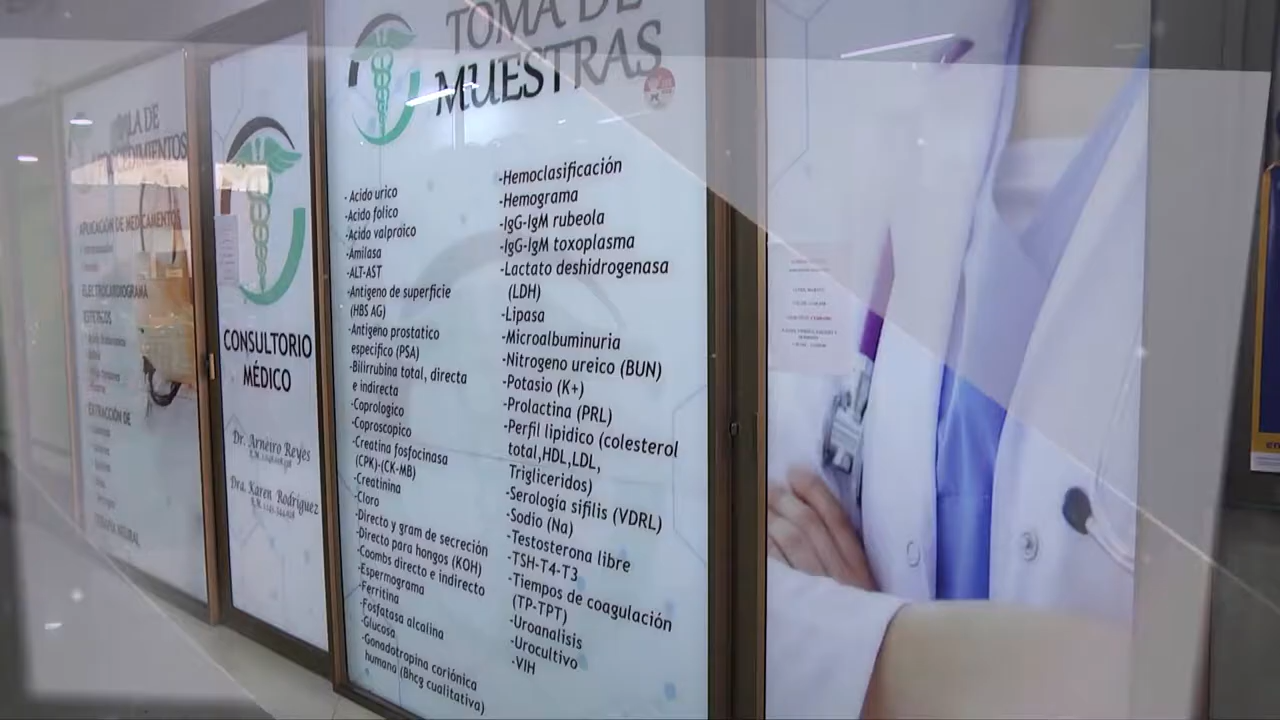 SALA DE
PROCEDIMIENTOS
APLICACIÓN DE MEDICAMENTOS
ELECTROCARDIOGRAMA
EXTRACCIÓN DE
CONSULTORIO
MÉDICO
Dr. Arneiro Reyes
Dra. Karen Rodriguez
TOMA DE
MUESTRAS
- Acido urico
-Acido folico
-Acido valproico
-Amilasa
-ALT-AST
-Antigeno de superficie
(HBS AG)
-Antigeno prostatico
especifico (PSA)
-Bilirrubina total, directa
e indirecta
-Coprologico
-Coproscopico
-Creatina fosfocinasa
(CPK)-(CK-MB)
-Creatinina
-Cloro
-Directo y gram de secreción
-Directo para hongos (KOH)
-Coombs directo e indirecto
-Espermograma
-Ferritina
-Fosfatasa alcalina
-Glucosa
-Gonadotropina coriónica
humana (Bhcg cualitativa)
-Hemoclasificación
-Hemograma
-IgG-IgM rubeola
-IgG-IgM toxoplasma
-Lactato deshidrogenasa
(LDH)
-Lipasa
-Microalbuminuria
-Nitrogeno ureico (BUN)
-Potasio (K+)
-Prolactina (PRL)
-Perfil lipidico (colesterol
total,HDL,LDL,
Trigliceridos)
-Serología sifilis (VDRL)
-Sodio (Na)
-Testosterona libre
-TSH-T4-T3
-Tiempos de coagulación
(TP-TPT)
-Uroanalisis
-Urocultivo
-VIH